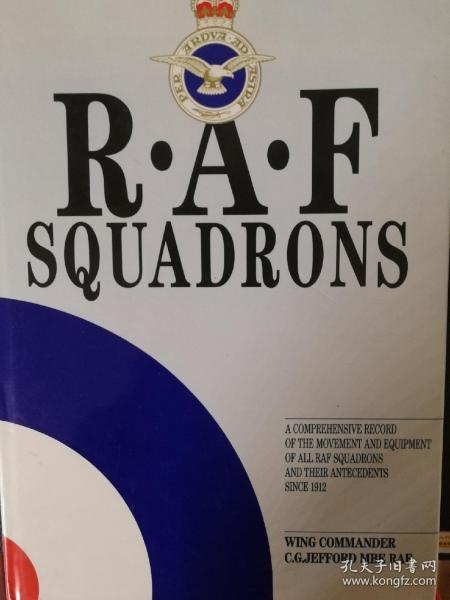 PER ARDVA AD ASTRA
R·A·F
SQUADRONS
A COMPREHENSIVE RECORD
OF THE MOVEMENT AND EQUIPMENT
OF ALL RAF SQUADRONS
AND THEIR ANTECEDENTS
SINCE 1912
WING COMMANDER
C.G.JEFFORD MBE RAF
孔夫子旧书网
www.kongfz.com